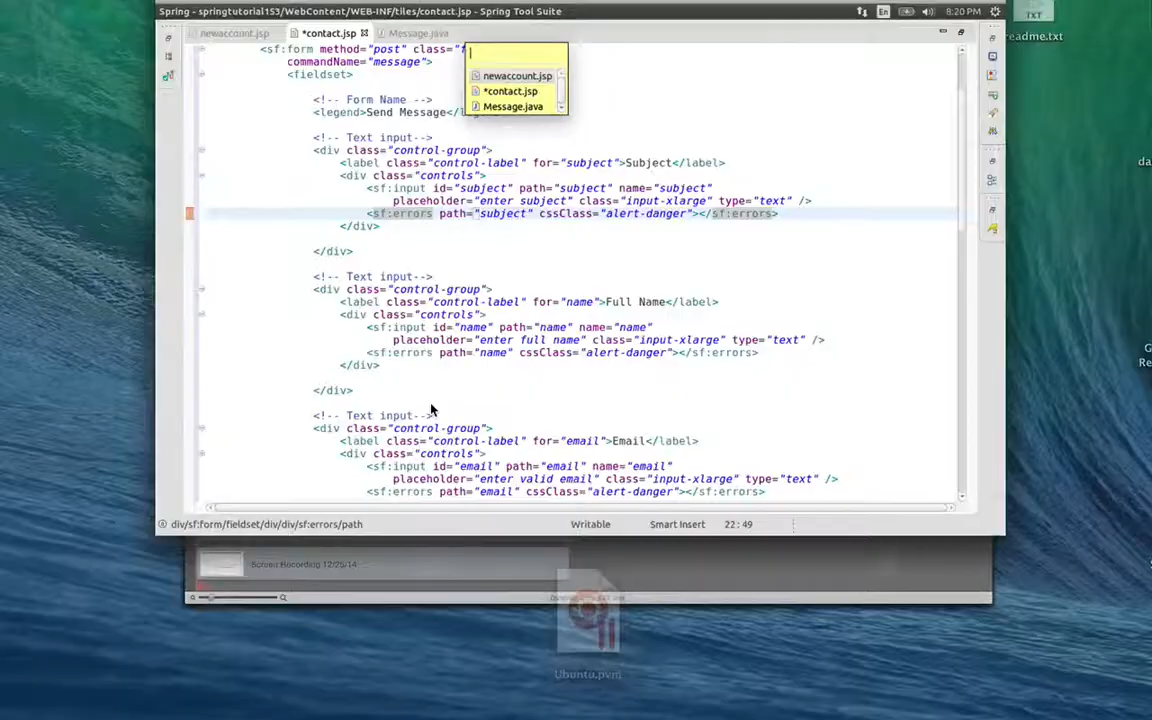 Spring - springtutorial153/WebContent/WEB-INF/tiles/contact.jsp - Spring Tool Suite
En
8:20 PM
TXT
readme.txt
newaccount.jsp
*contact.jsp
Message.java
newaccount.jsp
*contact.jsp
Message.java
<sf:form method="post" class="f
commandName="message">
<fieldset>
<!-- Form Name -->
<legend>Send Message</
<!-- Text input-->
<div class="control-group">
<label class="control-label" for="subject">Subject</label>
<div class="controls">
<sf:input id="subject" path="subject" name="subject"
placeholder="enter subject" class="input-xlarge" type="text" />
<sf:errors path="subject" cssClass="alert-danger"></sf:errors>
</div>
</div>
<!-- Text input-->
<div class="control-group">
<label class="control-label" for="name">Full Name</label>
<div class="controls">
<sf:input id="name" path="name" name="name"
placeholder="enter full name" class="input-xlarge" type="text" />
<sf:errors path="name" cssClass="alert-danger"></sf:errors>
</div>
</div>
<!-- Text input-->
<div class="control-group">
<label class="control-label" for="email">Email</label>
<div class="controls">
<sf:input id="email" path="email" name="email"
placeholder="enter valid email" class="input-xlarge" type="text" />
<sf:errors path="email" cssClass="alert-danger"></sf:errors>
div/sf:form/fieldset/div/div/sf:errors/path
Writable
Smart Insert
22 : 49
Screen Recording 12/25/14
Ubuntu.pvm
da
G
Re